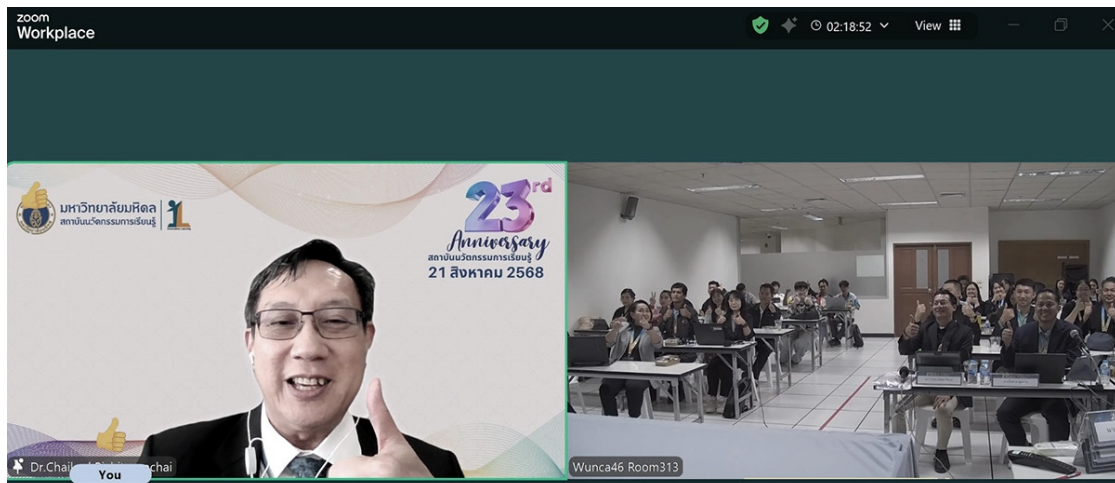 zoom
Workplace
02:18:52
View
มหาวิทยาลัยมหิดล
สถาบันนวัตกรรมการเรียนรู้
23rd
Anniversary
สถาบันนวัตกรรมการเรียนรู้
21 สิงหาคม 2568
You
Wunca46 Room313